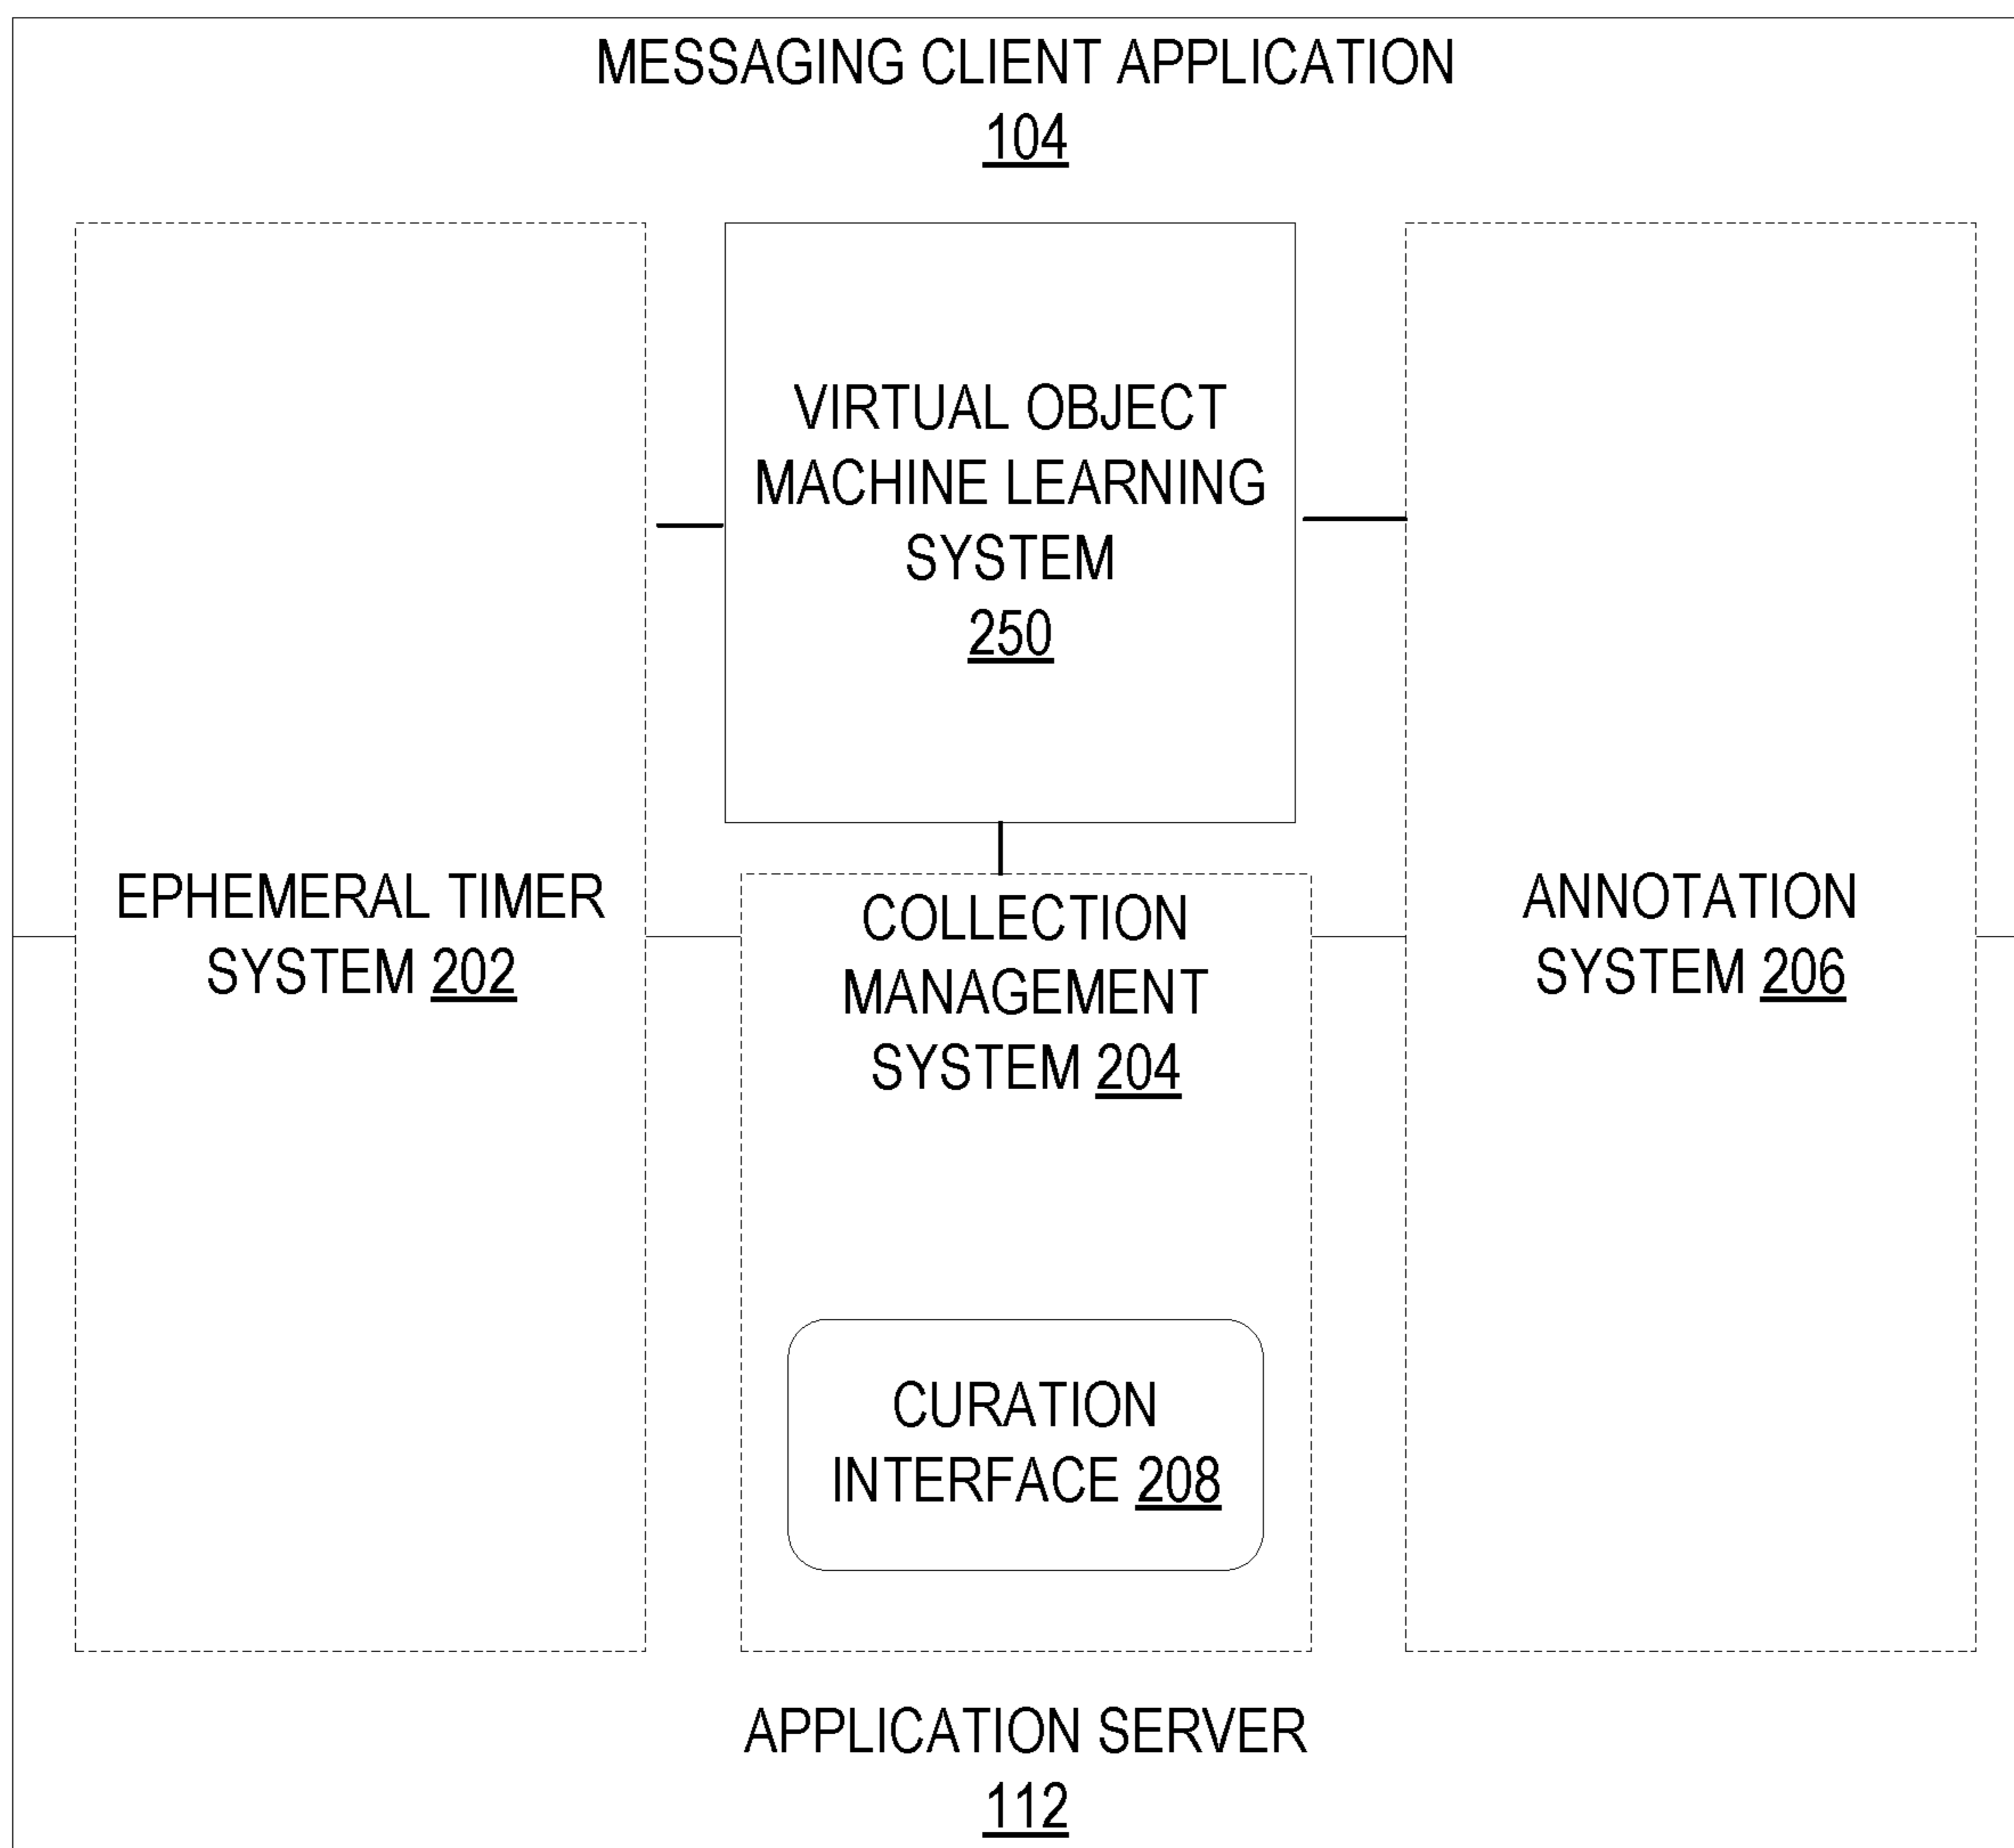 MESSAGING CLIENT APPLICATION
104
VIRTUAL OBJECT
MACHINE LEARNING
SYSTEM
250
EPHEMERAL TIMER
SYSTEM 202
COLLECTION
MANAGEMENT
SYSTEM 204
ANNOTATION
SYSTEM 206
CURATION
INTERFACE 208
APPLICATION SERVER
112